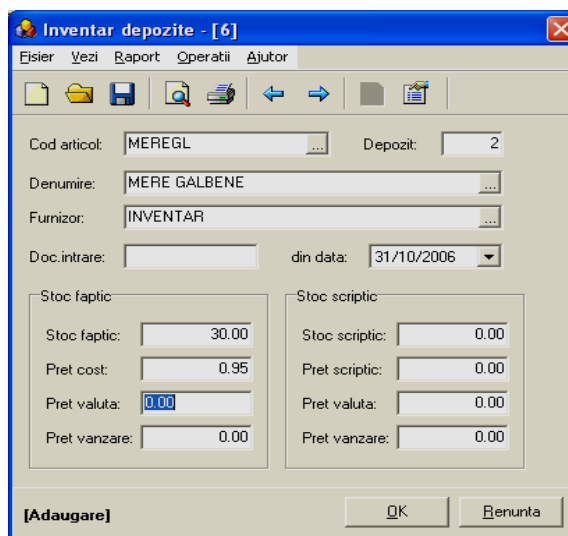 Inventar depozite - [6]
Fisier Vezi Raport Operatii Ajutor
Cod articol: MEREGL ... Depozit: 2
Denumire: MERE GALBENE ...
Furnizor: INVENTAR ...
Doc.intrare: din data: 31/10/2006
Stoc faptic Stoc scriptic
Stoc faptic: 30.00 Stoc scriptic: 0.00
Pret cost: 0.95 Pret scriptic: 0.00
Pret valuta: 0.00 Pret valuta: 0.00
Pret vanzare: 0.00 Pret vanzare: 0.00
[Adaugare] OK Renunta